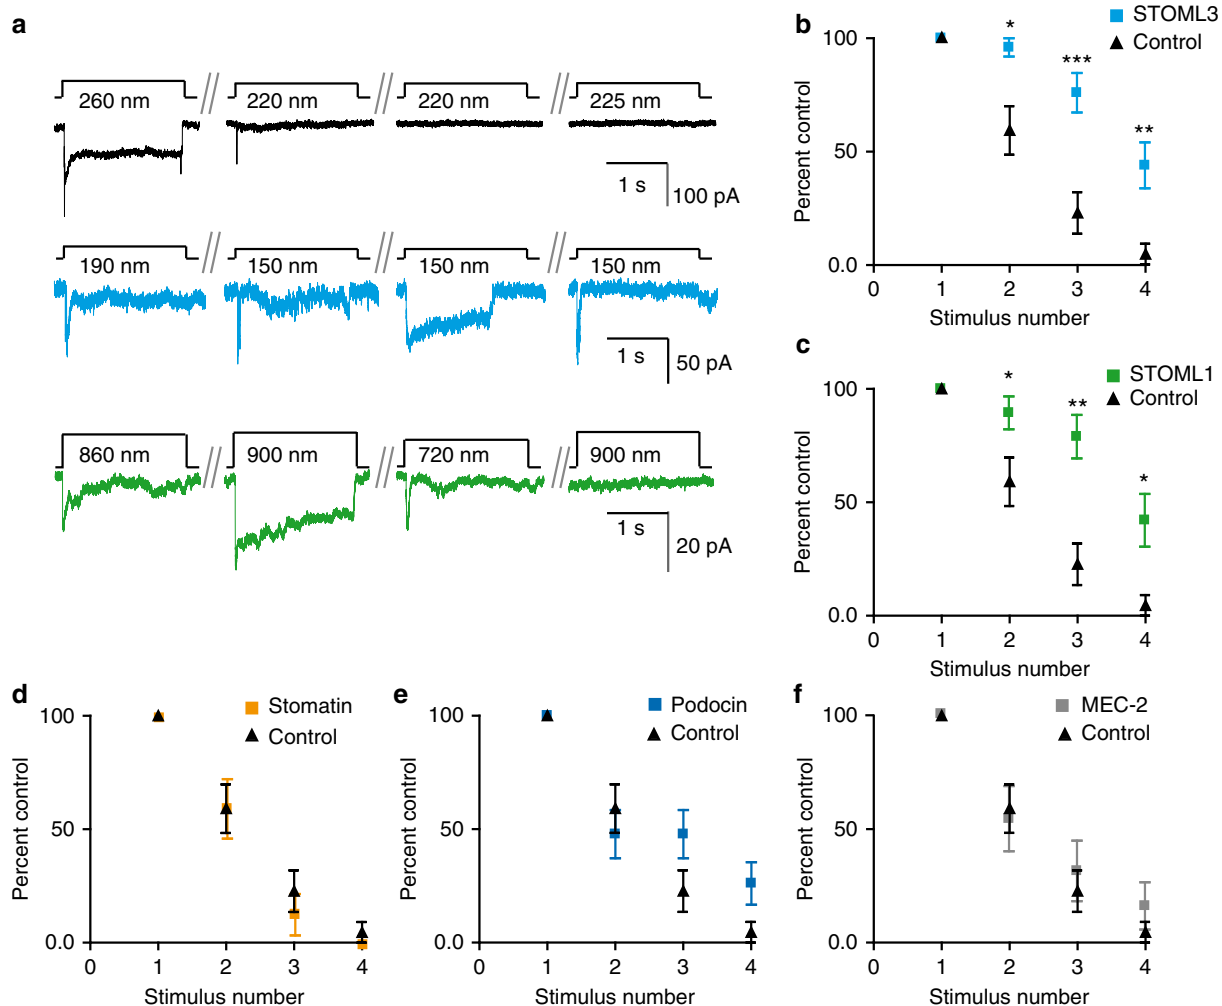 a
260 nm
220 nm
220 nm
225 nm
1 s
100 pA
190 nm
150 nm
150 nm
150 nm
1 s
50 pA
860 nm
900 nm
720 nm
900 nm
1 s
20 pA
b
STOML3
Control
100
50
0.0
Percent control
*
***
**
0 1 2 3 4
Stimulus number
c
STOML1
Control
100
50
0.0
Percent control
*
**
*
0 1 2 3 4
Stimulus number
d
Stomatin
Control
100
50
0.0
Percent control
0 1 2 3 4
Stimulus number
e
Podocin
Control
100
50
0.0
Percent control
0 1 2 3 4
Stimulus number
f
MEC-2
Control
100
50
0.0
Percent control
0 1 2 3 4
Stimulus number